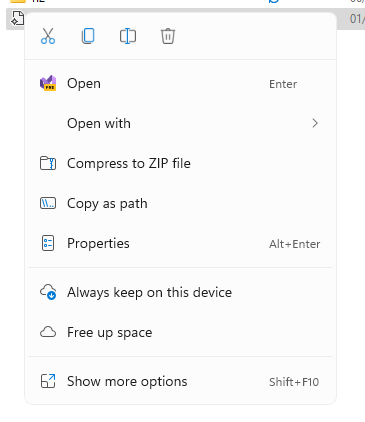 01/
Open Enter
Open with
Compress to ZIP file
Copy as path
Properties Alt+Enter
Always keep on this device
Free up space
Show more options Shift+F10